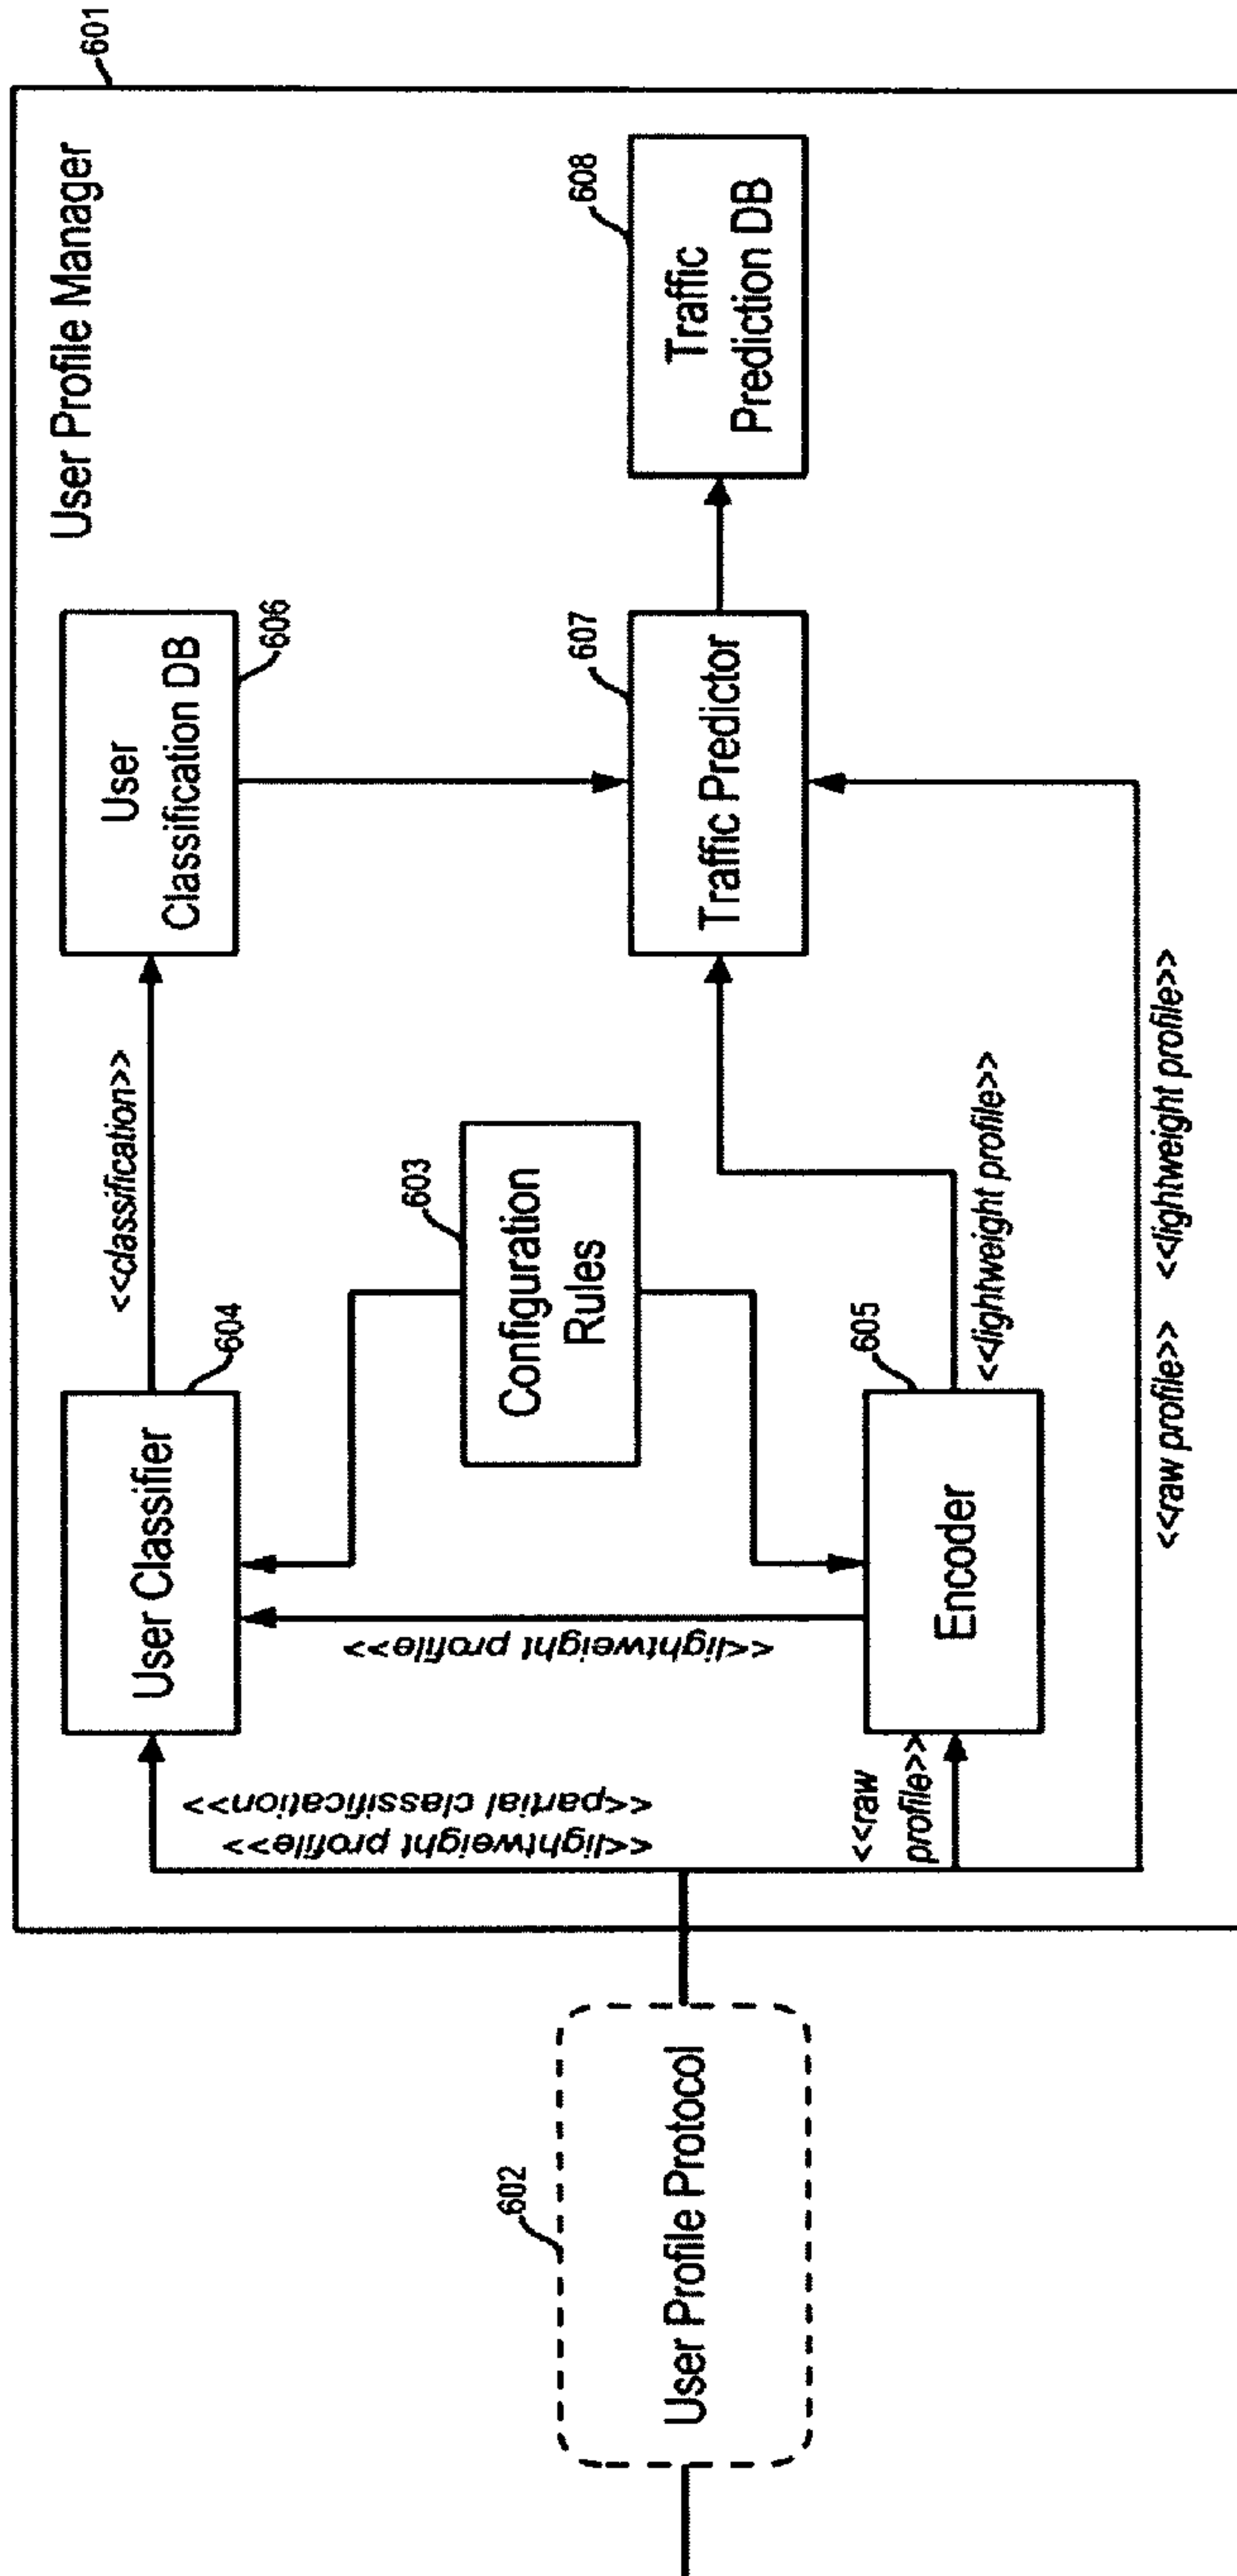 601
User Profile Manager
User
Classification DB
606
<<classification>>
User Classifier
604
Configuration
Rules
603
Traffic Predictor
607
Traffic
Prediction DB
608
<<lightweight profile>>
<<partial classification>>
<<lightweight profile>>
<<raw
profile>>
Encoder
605
<<lightweight profile>>
<<raw profile>> <<lightweight profile>>
User Profile Protocol
602